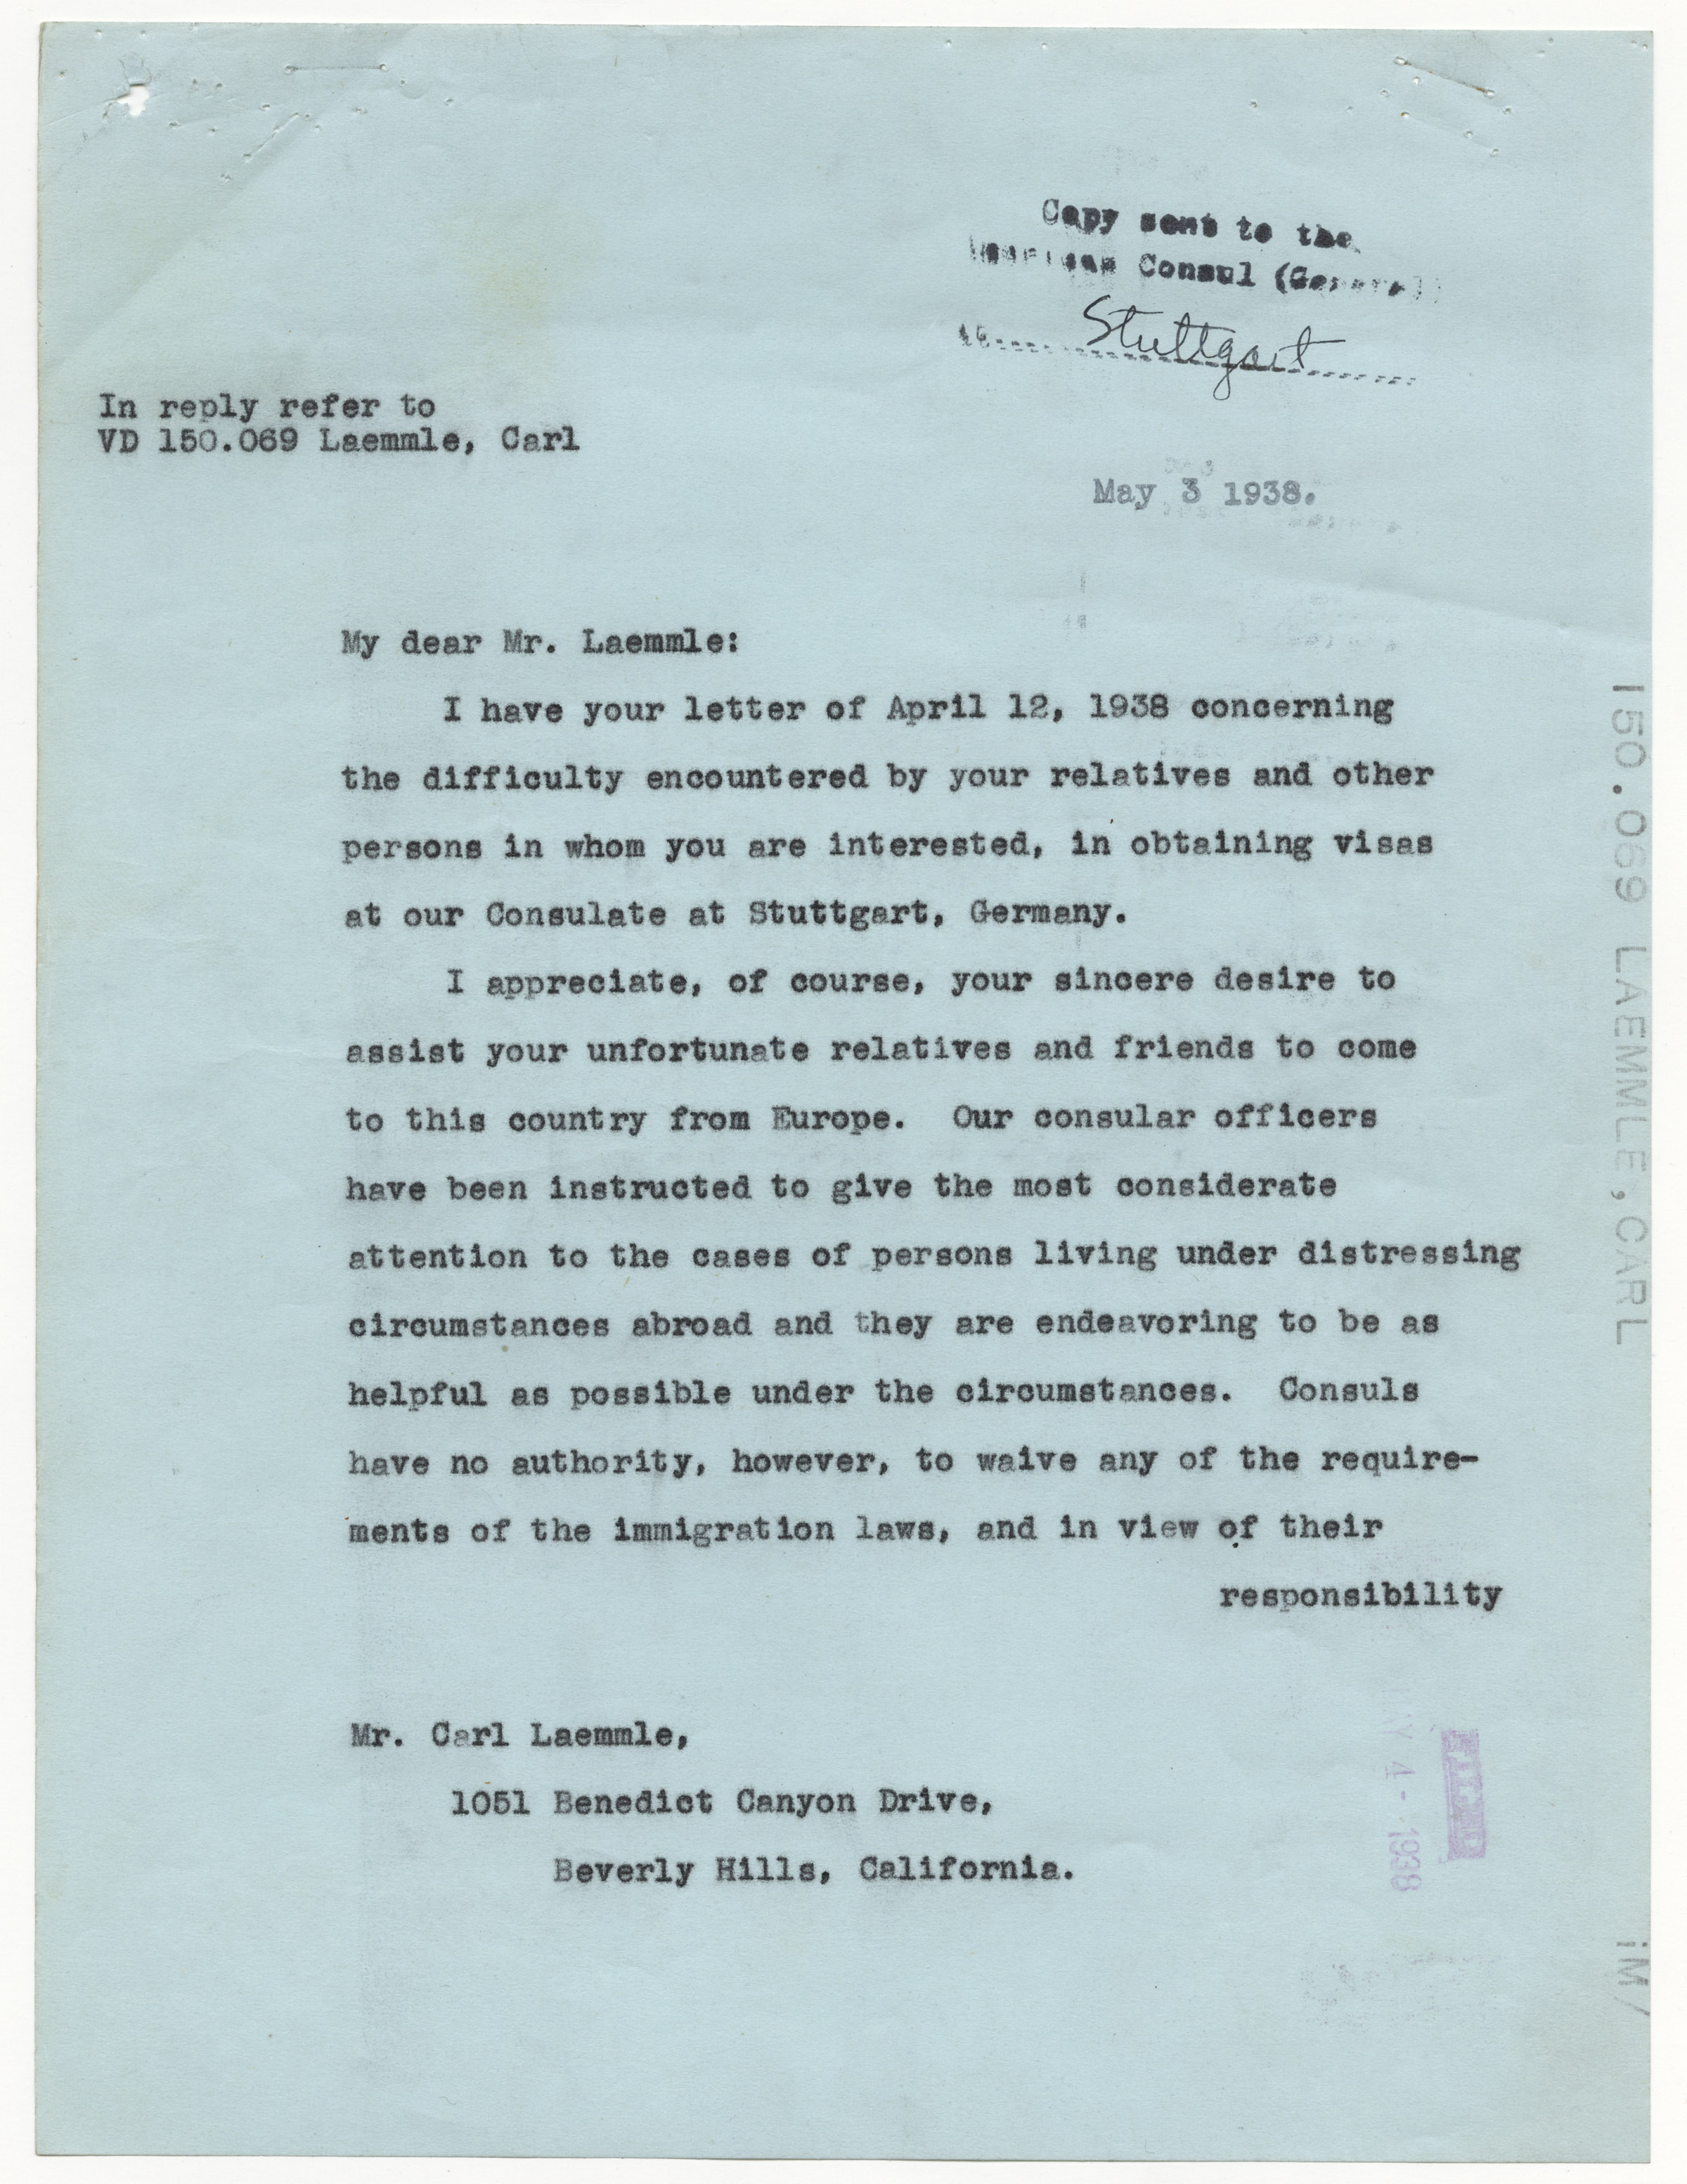 Copy sent to the
American Consul (General)
at Stuttgart
In reply refer to
VD 150.069 Laemmle, Carl
May 3 1938.
My dear Mr. Laemmle:
I have your letter of April 12, 1938 concerning
the difficulty encountered by your relatives and other
persons in whom you are interested, in obtaining visas
at our Consulate at Stuttgart, Germany.
I appreciate, of course, your sincere desire to
assist your unfortunate relatives and friends to come
to this country from Europe. Our consular officers
have been instructed to give the most considerate
attention to the cases of persons living under distressing
circumstances abroad and they are endeavoring to be as
helpful as possible under the circumstances. Consuls
have no authority, however, to waive any of the require-
ments of the immigration laws, and in view of their
responsibility
Mr. Carl Laemmle,
1051 Benedict Canyon Drive,
Beverly Hills, California.
150.069 LAEMMLE, CARL
4 - 1938